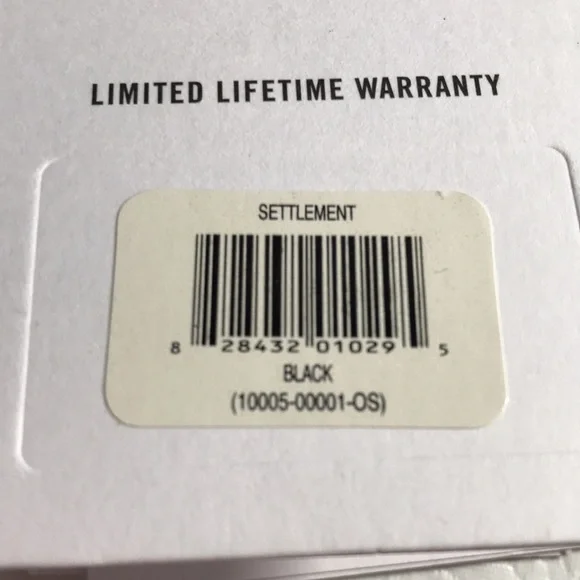 LIMITED LIFETIME WARRANTY
SETTLEMENT
8 28432 01029 5
BLACK
(10005-00001-OS)